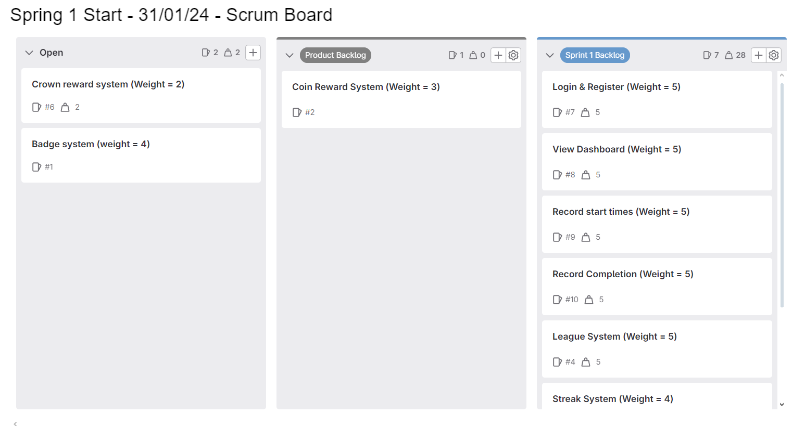 Spring 1 Start - 31/01/24 - Scrum Board
Open 2 2
Crown reward system (Weight = 2)
#6 2
Badge system (weight = 4)
#1
Product Backlog 1 0
Coin Reward System (Weight = 3)
#2
Sprint 1 Backlog 7 28
Login & Register (Weight = 5)
#7 5
View Dashboard (Weight = 5)
#8 5
Record start times (Weight = 5)
#9 5
Record Completion (Weight = 5)
#10 5
League System (Weight = 5)
#4 5
Streak System (Weight = 4)